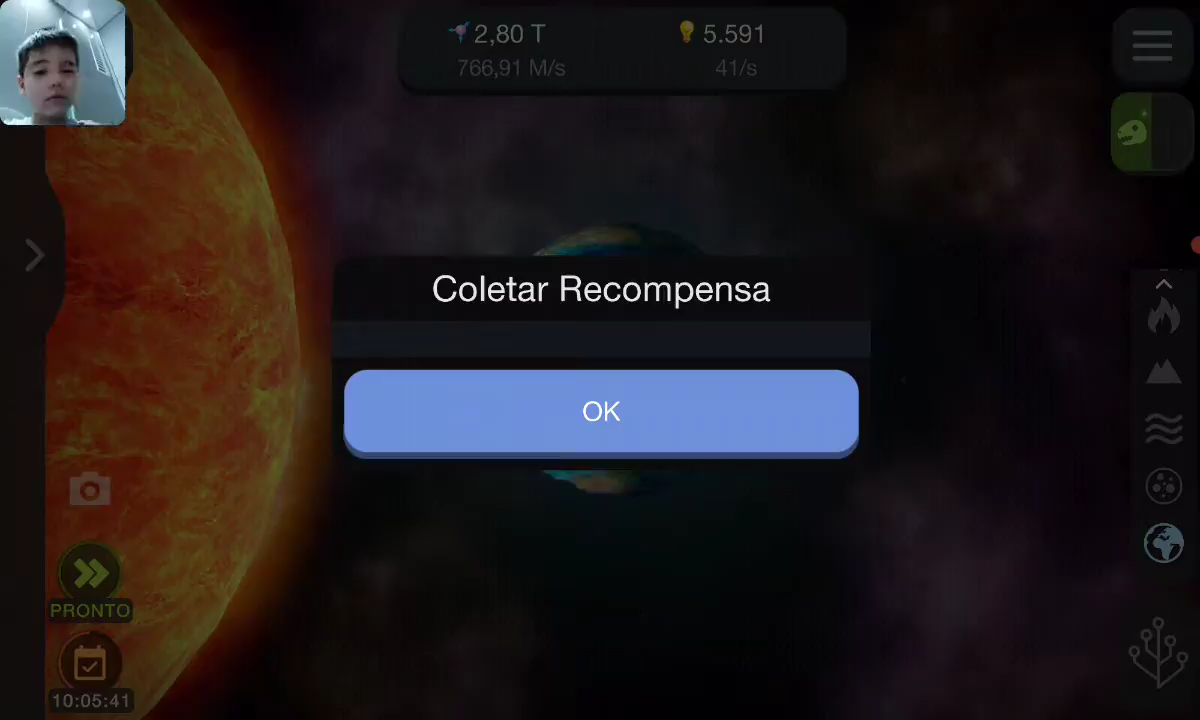 2,80 T
5.591
766,91 M/s
41/s
Coletar Recompensa
OK
PRONTO
10:05:41